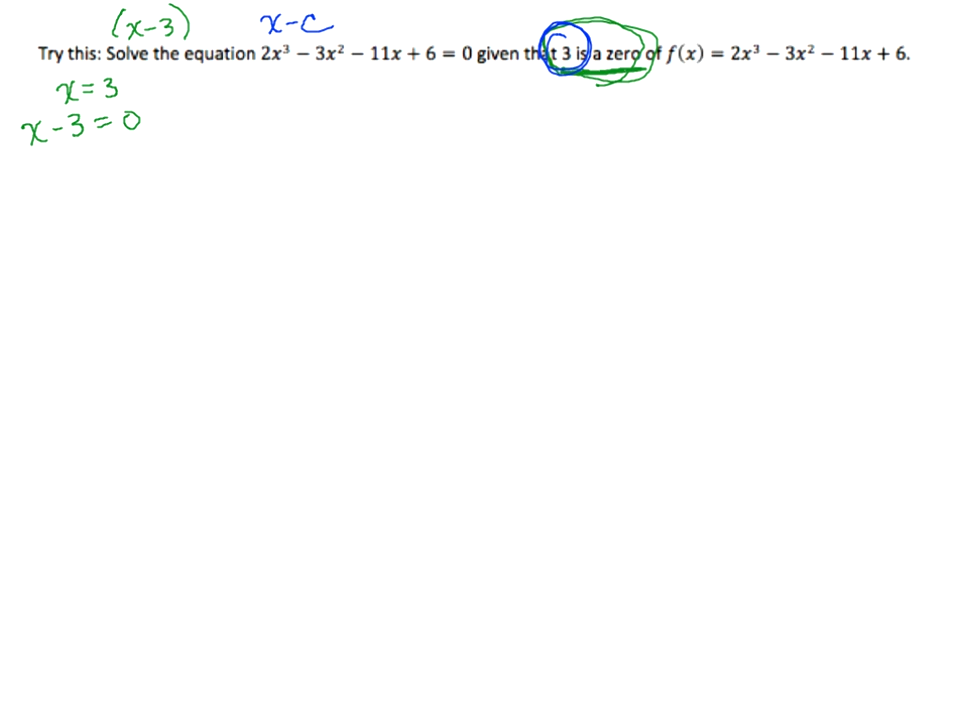 (x-3) x-c
Try this: Solve the equation 2x³ − 3x² − 11x + 6 = 0 given that 3 is a zero of f(x) = 2x³ − 3x² − 11x + 6.
x=3
x-3=0